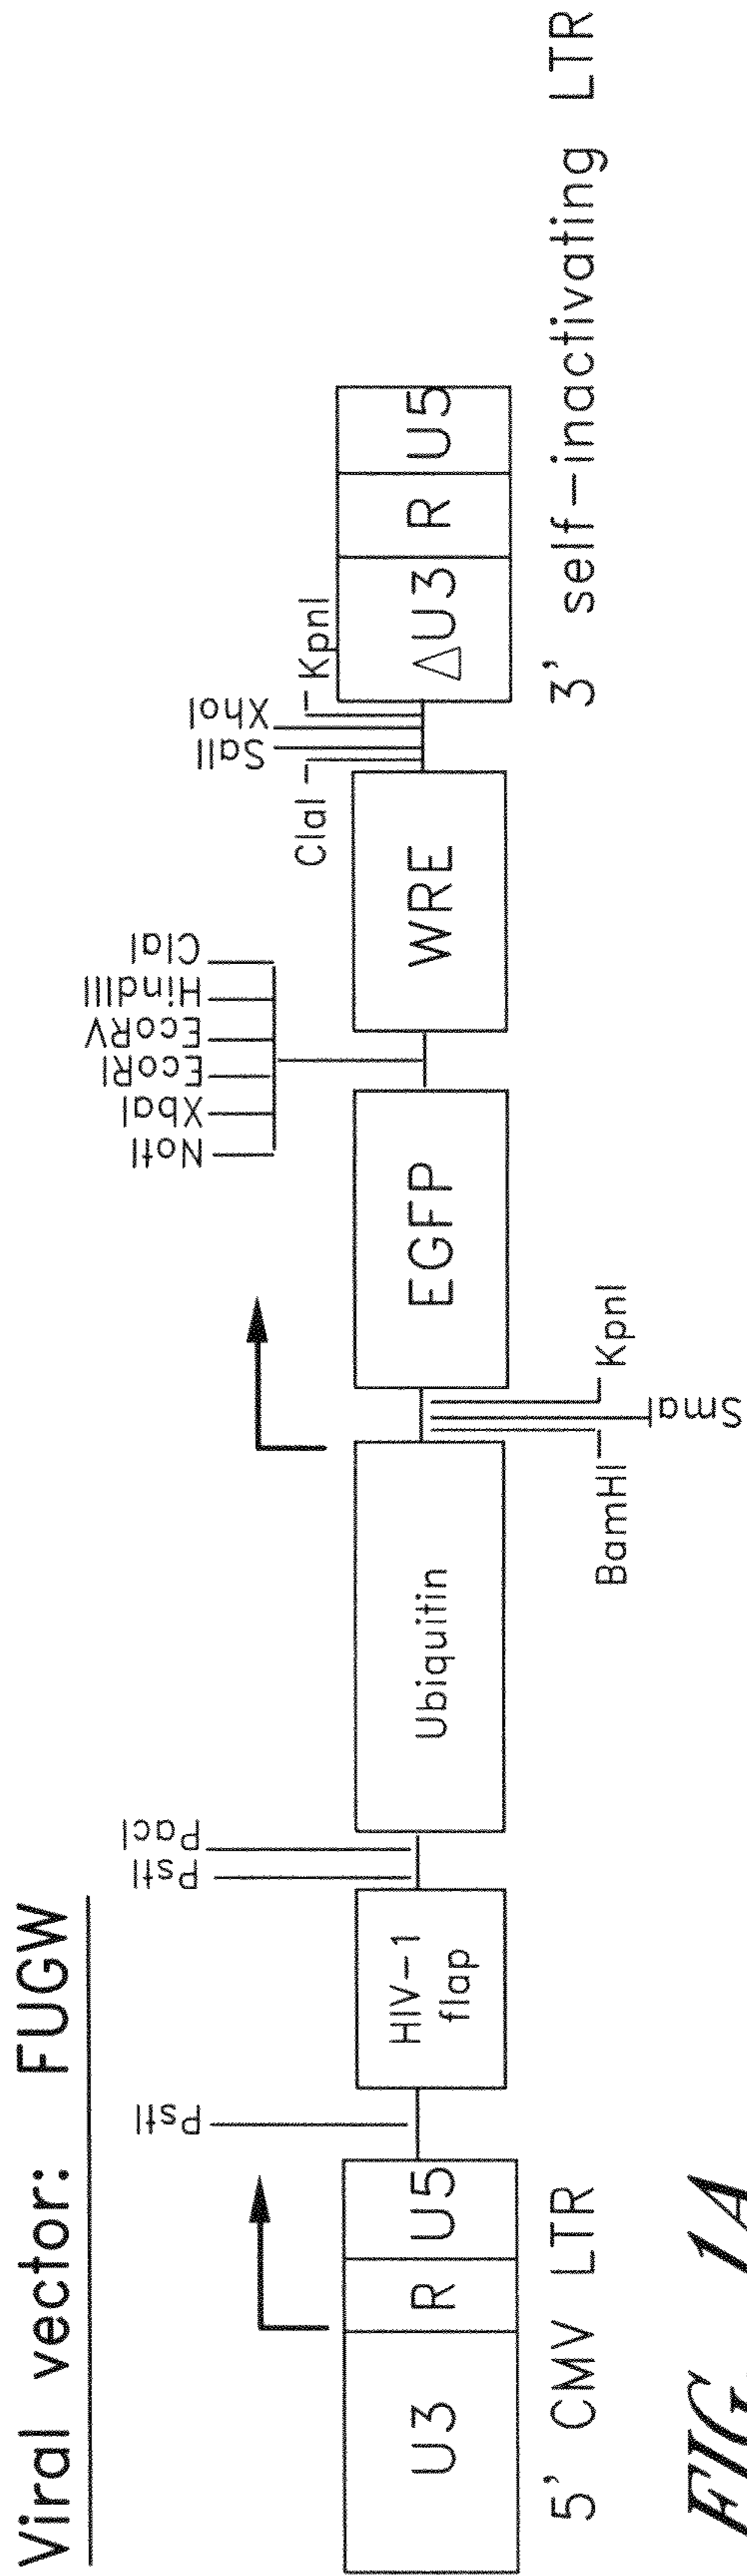 Viral vector: FUGW
PstI
PstI
PacI
NotI
XbaI
EcoRI
EcoRV
HindIII
ClaI
ClaI
SalI
XhoI
KpnI
U3
R
U5
HIV-1
flap
Ubiquitin
EGFP
WRE
△U3
R
U5
BamHI
SmaI
KpnI
5' CMV LTR
3' self-inactivating LTR
FIG. 1A